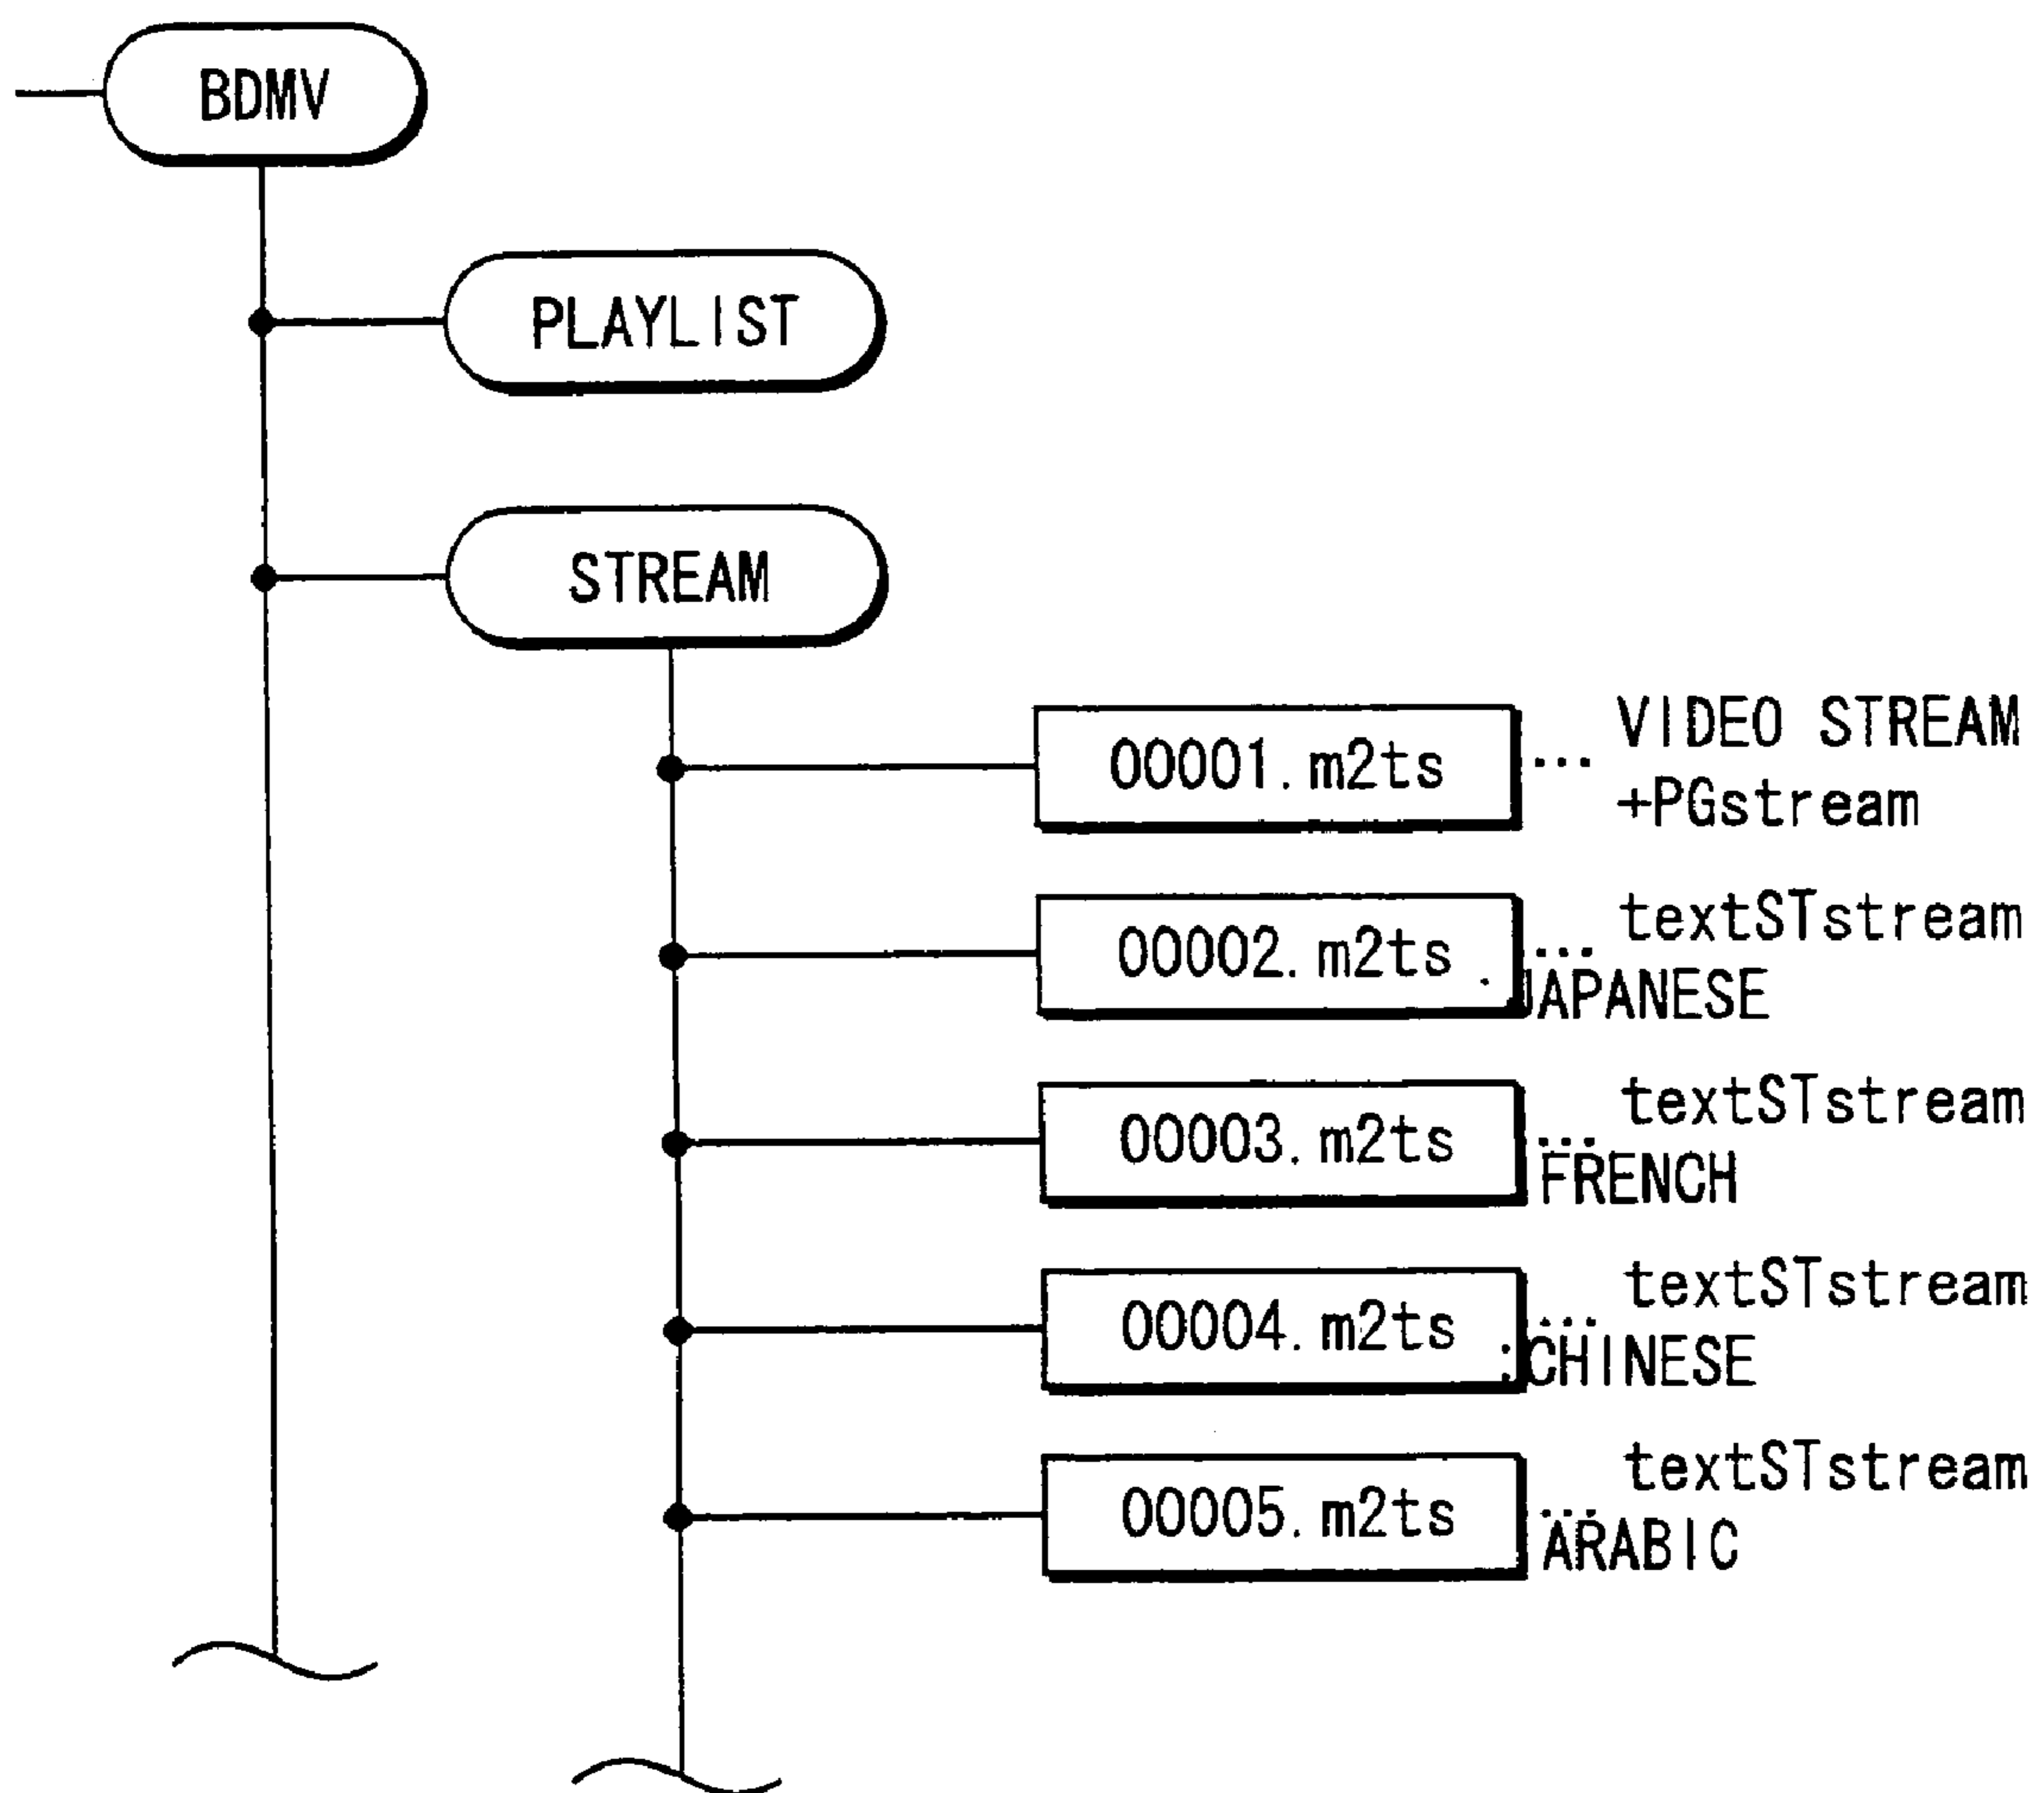 BDMV
PLAYLIST
STREAM
00001.m2ts ... VIDEO STREAM
+PGstream
00002.m2ts ... textSTstream
:JAPANESE
00003.m2ts ... textSTstream
FRENCH
00004.m2ts ... textSTstream
:CHINESE
00005.m2ts ... textSTstream
ARABIC